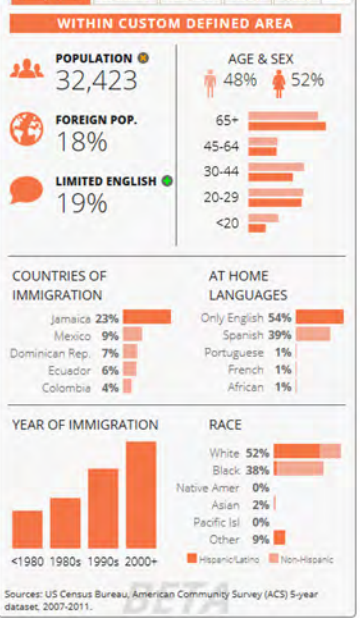 WITHIN CUSTOM DEFINED AREA
POPULATION
32,423
FOREIGN POP.
18%
LIMITED ENGLISH
19%
AGE & SEX
48% 52%
65+
45-64
30-44
20-29
<20
COUNTRIES OF
IMMIGRATION
Jamaica 23%
Mexico 9%
Dominican Rep. 7%
Ecuador 6%
Colombia 4%
AT HOME
LANGUAGES
Only English 54%
Spanish 39%
Portuguese 1%
French 1%
African 1%
YEAR OF IMMIGRATION
<1980 1980s 1990s 2000+
RACE
White 52%
Black 38%
Native Amer 0%
Asian 2%
Pacific Isl 0%
Other 9%
Hispanic/Latino Non-Hispanic
BETA
Sources: US Census Bureau, American Community Survey (ACS) 5-year
dataset, 2007-2011.